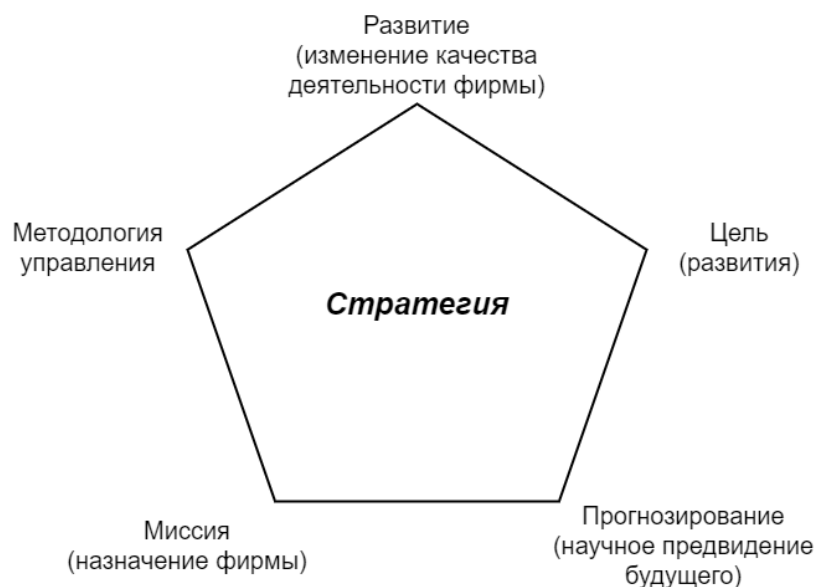 Развитие
(изменение качества
деятельности фирмы)
Методология
управления
Цель
(развития)
Стратегия
Миссия
(назначение фирмы)
Прогнозирование
(научное предвидение
будущего)